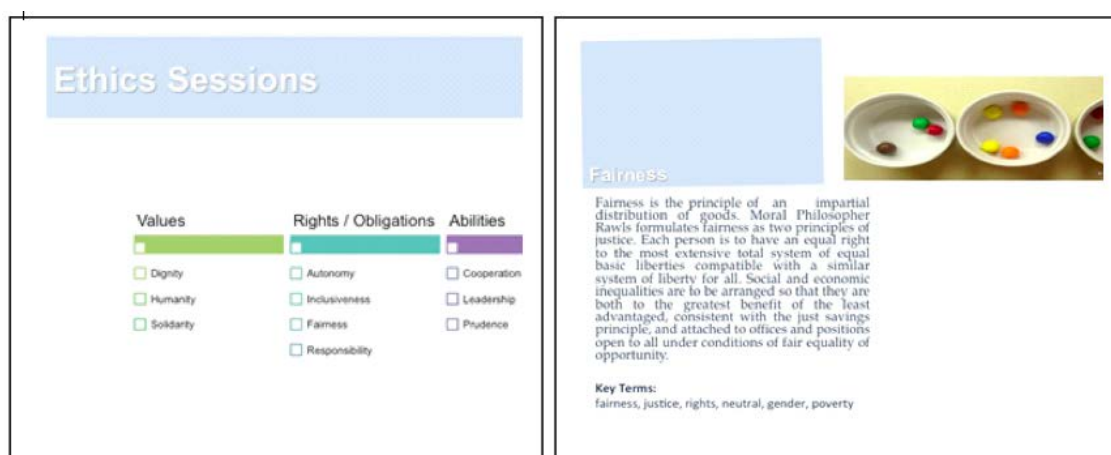 Ethics Sessions
Values
Dignity
Humanity
Solidarity
Rights / Obligations
Autonomy
Inclusiveness
Fairness
Responsibility
Abilities
Cooperation
Leadership
Prudence
Fairness
Fairness is the principle of an impartial
distribution of goods. Moral Philosopher
Rawls formulates fairness as two principles of
justice. Each person is to have an equal right
to the most extensive total system of equal
basic liberties compatible with a similar
system of liberty for all. Social and economic
inequalities are to be arranged so that they are
both to the greatest benefit of the least
advantaged, consistent with the just savings
principle, and attached to offices and positions
open to all under conditions of fair equality of
opportunity.
Key Terms:
fairness, justice, rights, neutral, gender, poverty